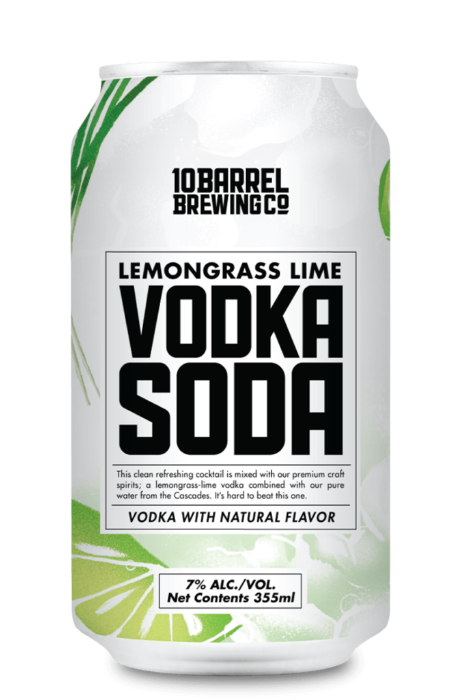 10 BARREL
BREWING CO
LEMONGRASS LIME
VODKA
SODA
This clean refreshing cocktail is mixed with our premium craft
spirits; a lemongrass-lime vodka combined with our pure
water from the Cascades. It's hard to beat this one.
VODKA WITH NATURAL FLAVOR
7% ALC./VOL.
Net Contents 355ml